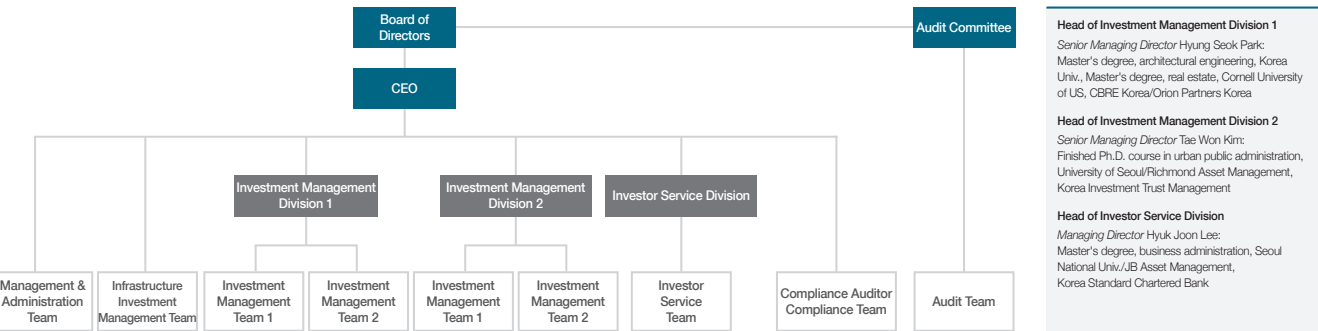 Board of
Directors
Audit Committee
CEO
Investment Management
Division 1
Investment Management
Division 2
Investor Service Division
Management &
Administration
Team
Infrastructure
Investment
Management Team
Investment
Management
Team 1
Investment
Management
Team 2
Investment
Management
Team 1
Investment
Management
Team 2
Investor
Service
Team
Compliance Auditor
Compliance Team
Audit Team
Head of Investment Management Division 1
Senior Managing Director Hyung Seok Park:
Master's degree, architectural engineering, Korea
Univ., Master's degree, real estate, Cornell University
of US, CBRE Korea/Orion Partners Korea
Head of Investment Management Division 2
Senior Managing Director Tae Won Kim:
Finished Ph.D. course in urban public administration,
University of Seoul/Richmond Asset Management,
Korea Investment Trust Management
Head of Investor Service Division
Managing Director Hyuk Joon Lee:
Master's degree, business administration, Seoul
National Univ./JB Asset Management,
Korea Standard Chartered Bank